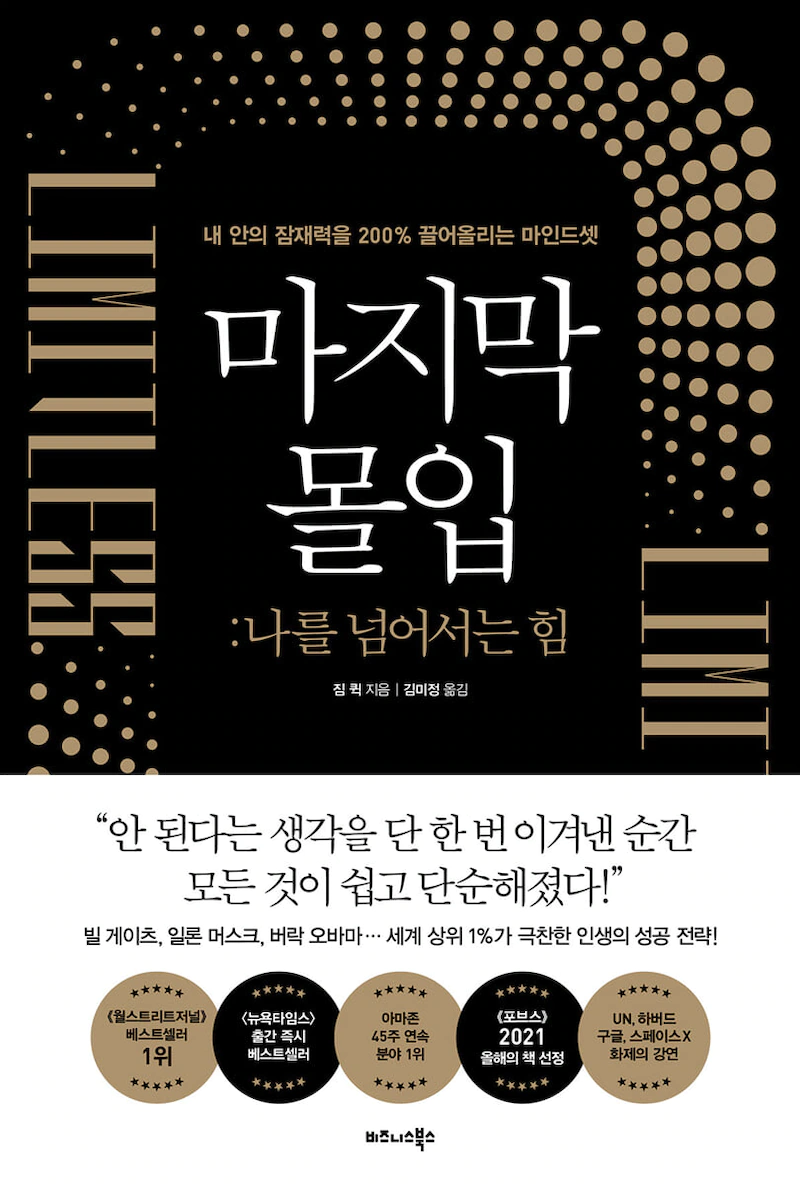 LIMITLESS
내 안의 잠재력을 200% 끌어올리는 마인드셋
마지막
몰입
:나를 넘어서는 힘
짐 퀵 지음 | 김미정 옮김
LIMI
“안 된다는 생각을 단 한 번 이겨낸 순간
모든 것이 쉽고 단순해졌다!”
빌 게이츠, 일론 머스크, 버락 오바마… 세계 상위 1%가 극찬한 인생의 성공 전략!
《월스트리트저널》
베스트셀러
1위
〈뉴욕타임스〉
출간 즉시
베스트셀러
아마존
45주 연속
분야 1위
《포브스》
2021
올해의 책 선정
UN, 하버드
구글, 스페이스X
화제의 강연
비즈니스북스